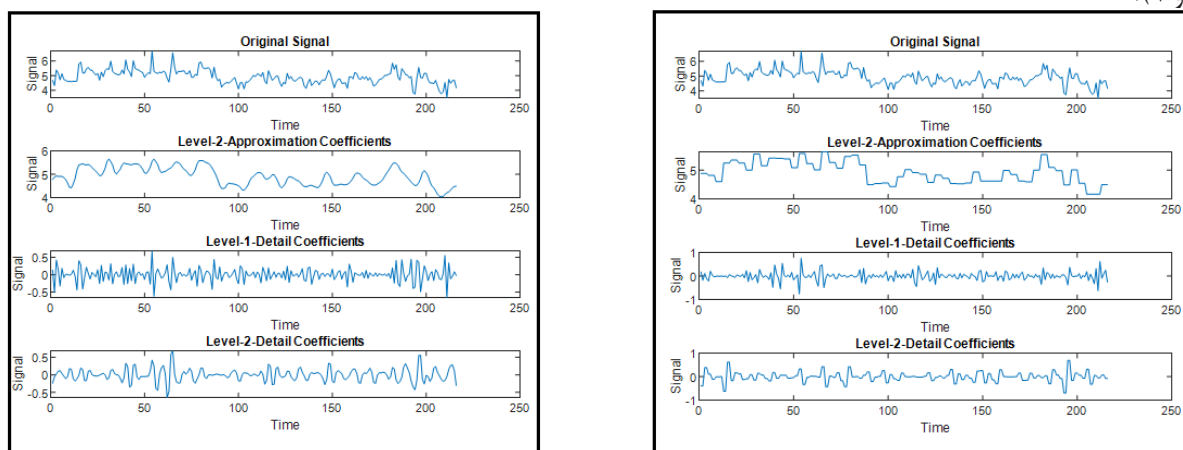 Original Signal
Signal
6
5
4
0
50
100
150
200
250
Time
Level-2-Approximation Coefficients
Signal
6
5
4
0
50
100
150
200
250
Time
Level-1-Detail Coefficients
Signal
0.5
0
-0.5
0
50
100
150
200
250
Time
Level-2-Detail Coefficients
Signal
0.5
0
-0.5
0
50
100
150
200
250
Time
Original Signal
Signal
6
5
4
0
50
100
150
200
250
Time
Level-2-Approximation Coefficients
Signal
5
4
0
50
100
150
200
250
Time
Level-1-Detail Coefficients
Signal
1
0
-1
0
50
100
150
200
250
Time
Level-2-Detail Coefficients
Signal
1
0
-1
0
50
100
150
200
250
Time